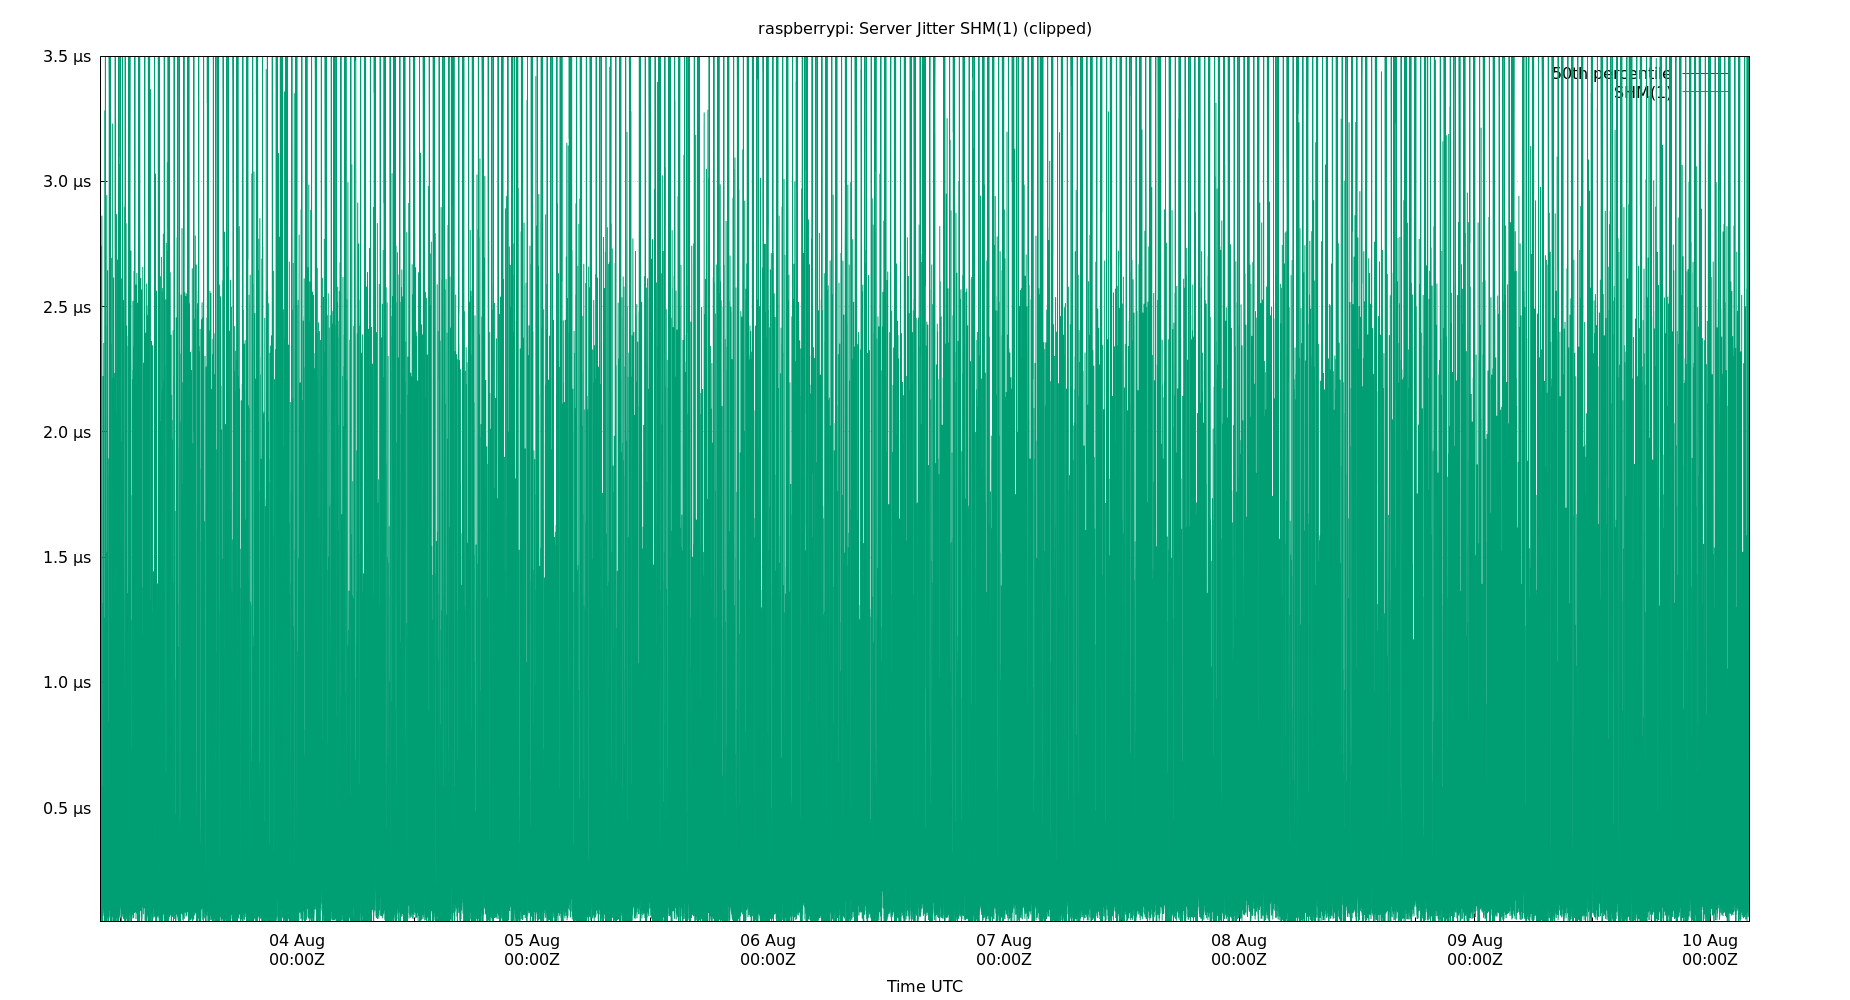 raspberrypi: Server Jitter SHM(1) (clipped)
3.5 µs
50th percentile
SHM(1)
3.0 µs
2.5 µs
2.0 µs
1.5 µs
1.0 µs
0.5 µs
04 Aug 05 Aug 06 Aug 07 Aug 08 Aug 09 Aug 10 Aug
00:00Z 00:00Z 00:00Z 00:00Z 00:00Z 00:00Z 00:00Z
Time UTC